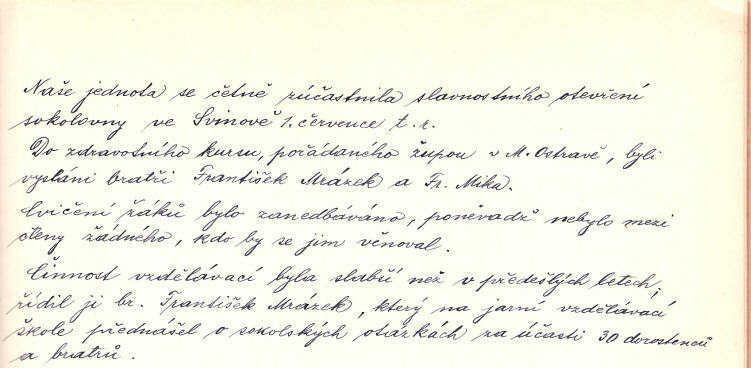 Naše jednota se četně zúčastnila slavnostního otevření
sokolovny ve Svinově 1. července t. r.
Do zdravotního kursu, pořádaného župou v M. Ostravě, byli
vysláni bratři František Mrázek a Fr. Mika.
Cvičení žáků bylo zanedbáváno, poněvadž nebylo mezi
členy žádného, kdo by se jim věnoval.
Činnost vzdělávací byla slabší než v předešlých letech;
řídil ji br. František Mrázek, který na jarní vzdělávací
škole přednášel o sokolských otázkách za účasti 30 dorostenců
a bratrů.